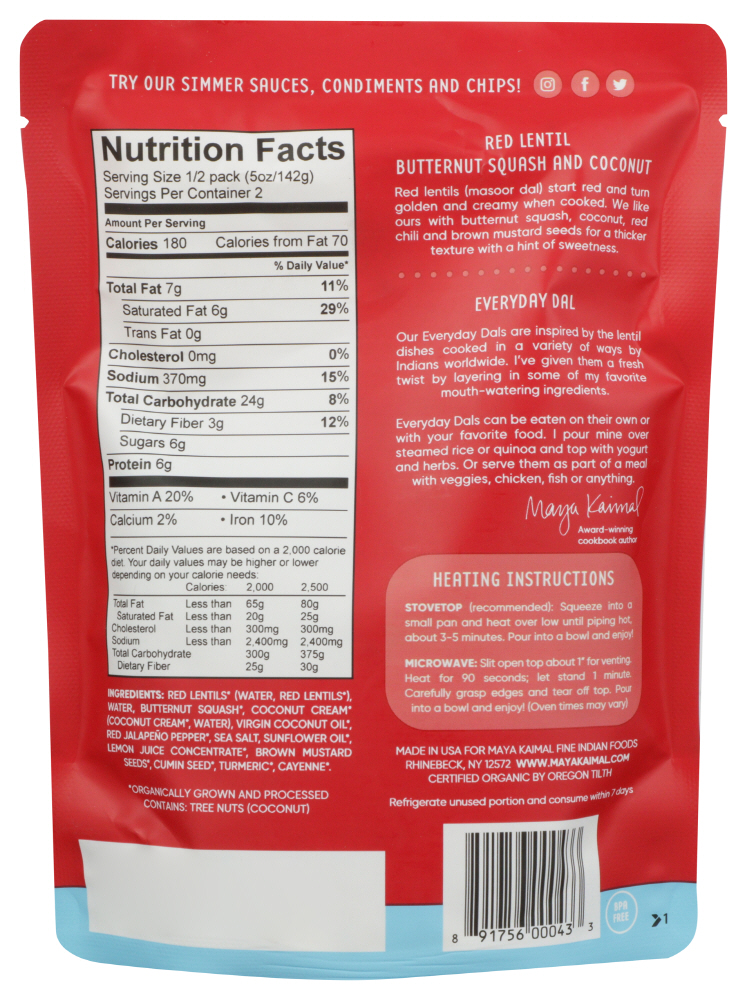 TRY OUR SIMMER SAUCES, CONDIMENTS AND CHIPS!
Nutrition Facts
Serving Size 1/2 pack (5oz/142g)
Servings Per Container 2
Amount Per Serving
Calories 180 Calories from Fat 70
% Daily Value*
Total Fat 7g 11%
Saturated Fat 6g 29%
Trans Fat 0g
Cholesterol 0mg 0%
Sodium 370mg 15%
Total Carbohydrate 24g 8%
Dietary Fiber 3g 12%
Sugars 6g
Protein 6g
Vitamin A 20% • Vitamin C 6%
Calcium 2% • Iron 10%
*Percent Daily Values are based on a 2,000 calorie
diet. Your daily values may be higher or lower
depending on your calorie needs:
Calories: 2,000 2,500
Total Fat Less than 65g 80g
Saturated Fat Less than 20g 25g
Cholesterol Less than 300mg 300mg
Sodium Less than 2,400mg 2,400mg
Total Carbohydrate 300g 375g
Dietary Fiber 25g 30g
INGREDIENTS: RED LENTILS* (WATER, RED LENTILS*),
WATER, BUTTERNUT SQUASH*, COCONUT CREAM*
(COCONUT CREAM*, WATER), VIRGIN COCONUT OIL*,
RED JALAPEÑO PEPPER*, SEA SALT, SUNFLOWER OIL*,
LEMON JUICE CONCENTRATE*, BROWN MUSTARD
SEEDS*, CUMIN SEED*, TURMERIC*, CAYENNE*.
*ORGANICALLY GROWN AND PROCESSED
CONTAINS: TREE NUTS (COCONUT)
RED LENTIL
BUTTERNUT SQUASH AND COCONUT
Red lentils (masoor dal) start red and turn
golden and creamy when cooked. We like
ours with butternut squash, coconut, red
chili and brown mustard seeds for a thicker
texture with a hint of sweetness.
EVERYDAY DAL
Our Everyday Dals are inspired by the lentil
dishes cooked in a variety of ways by
Indians worldwide. I've given them a fresh
twist by layering in some of my favorite
mouth-watering ingredients.
Everyday Dals can be eaten on their own or
with your favorite food. I pour mine over
steamed rice or quinoa and top with yogurt
and herbs. Or serve them as part of a meal
with veggies, chicken, fish or anything.
Maya Kaimal
Award-winning
cookbook author
HEATING INSTRUCTIONS
STOVETOP (recommended): Squeeze into a
small pan and heat over low until piping hot,
about 3-5 minutes. Pour into a bowl and enjoy!
MICROWAVE: Slit open top about 1" for venting.
Heat for 90 seconds; let stand 1 minute.
Carefully grasp edges and tear off top. Pour
into a bowl and enjoy! (Oven times may vary)
MADE IN USA FOR MAYA KAIMAL FINE INDIAN FOODS
RHINEBECK, NY 12572 WWW.MAYAKAIMAL.COM
CERTIFIED ORGANIC BY OREGON TILTH
Refrigerate unused portion and consume within 7 days.
8 91756 00043 3
BPA
FREE
1